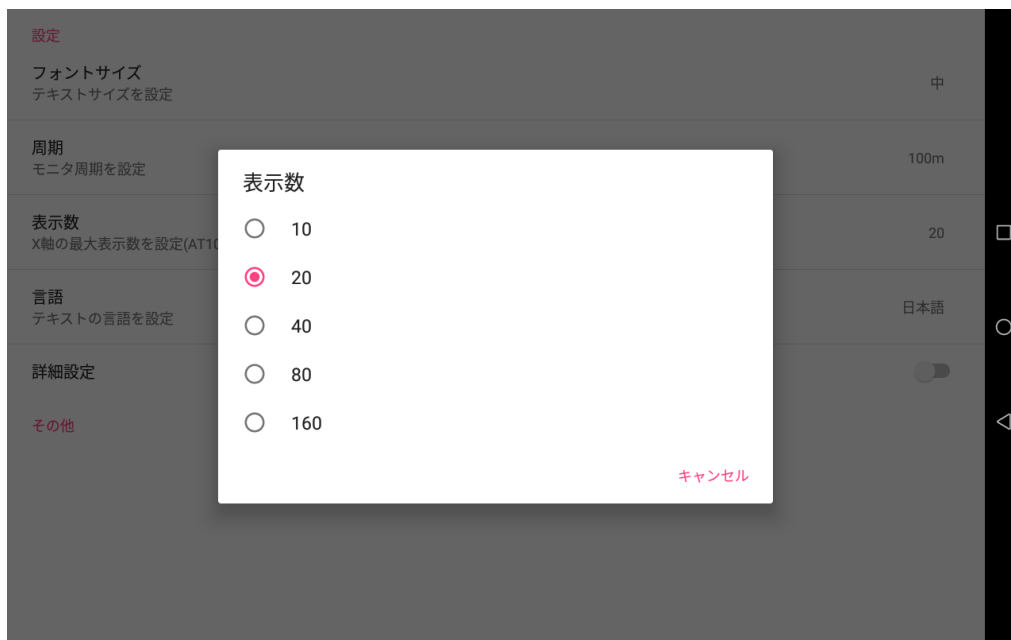 設定
フォントサイズ
テキストサイズを設定
中
周期
モニタ周期を設定
100m
表示数
X軸の最大表示数を設定(AT10
20
言語
テキストの言語を設定
日本語
詳細設定
その他
表示数
10
20
40
80
160
キャンセル